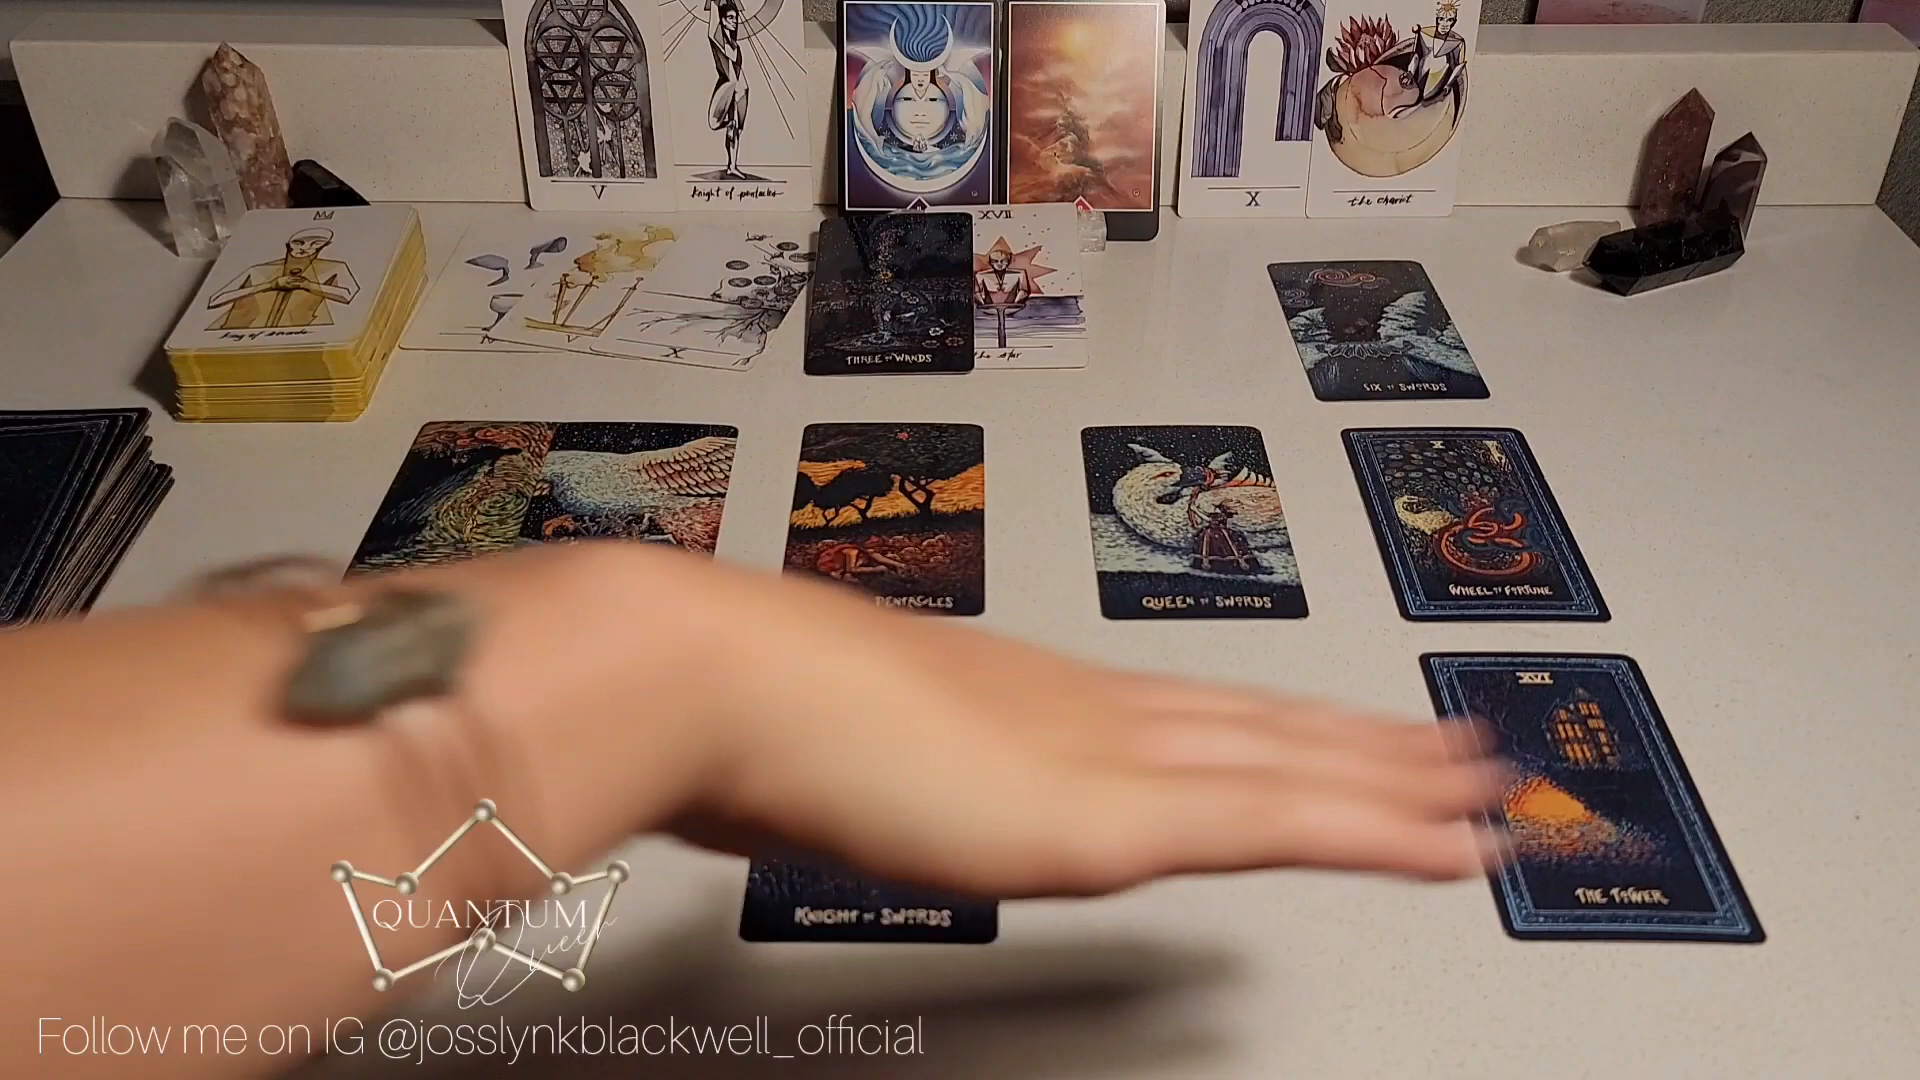 V
Knight of pentacles
X
the chariot
XVII
King of swords
THREE OF WANDS
the star
X
SIX OF SWORDS
X
PENTACLES
QUEEN OF SWORDS
WHEEL OF FORTUNE
XVI
THE TOWER
KNIGHT OF SWORDS
QUANTUM
Queen
Follow me on IG @josslynkblackwell_official